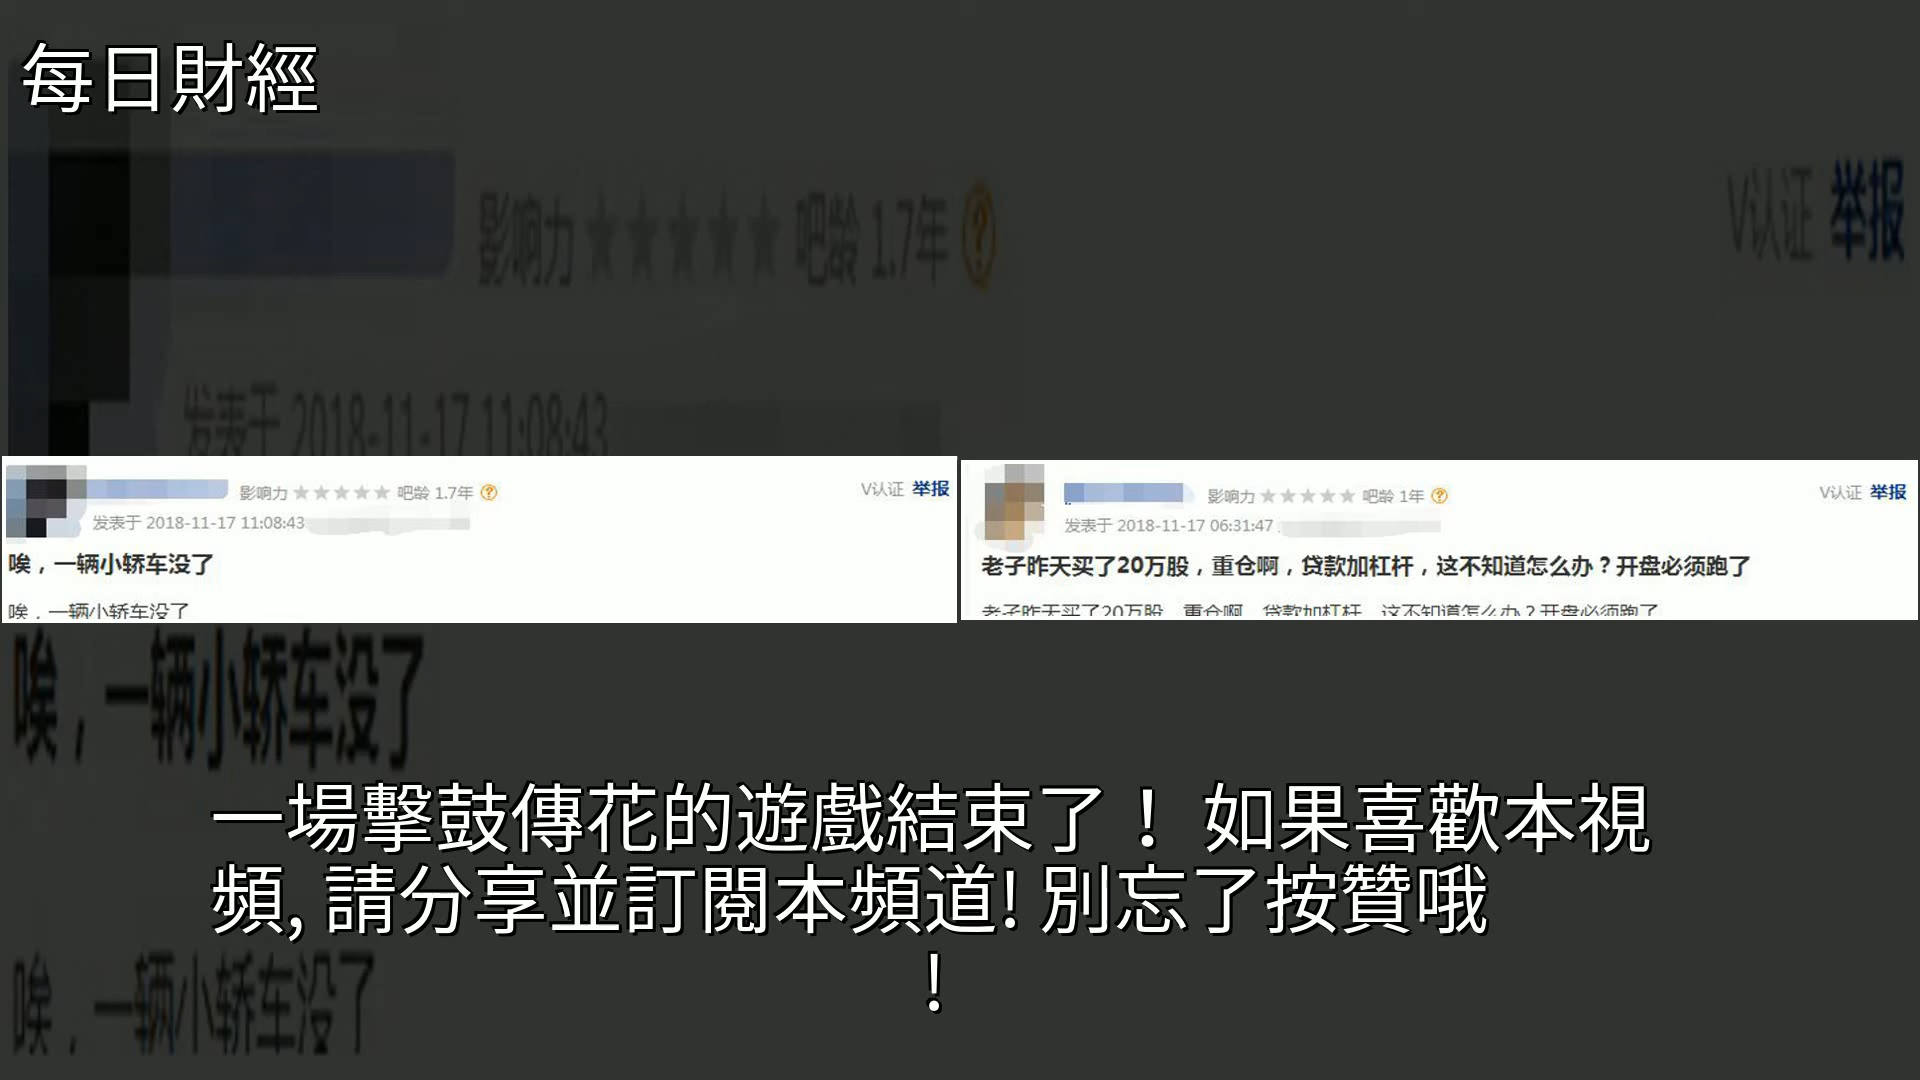 每日財經
影响力 吧龄 1.7年 ?
V认证 举报
发表于 2018-11-17 11:08:43
影响力 ★★★★★ 吧龄 1.7年 ?
V认证 举报
发表于 2018-11-17 11:08:43
唉，一辆小轿车没了
唉，一辆小轿车没了
影响力 ★★★★★ 吧龄 1年 ?
V认证 举报
发表于 2018-11-17 06:31:47
老子昨天买了20万股，重仓啊，贷款加杠杆，这不知道怎么办？开盘必须跑了
老子昨天买了20万股，重仓啊，贷款加杠杆，这不知道怎么办？开盘必须跑了
唉，一辆小轿车没了
一場擊鼓傳花的遊戲結束了！ 如果喜歡本視
頻, 請分享並訂閱本頻道! 別忘了按贊哦
!
唉，一辆小轿车没了